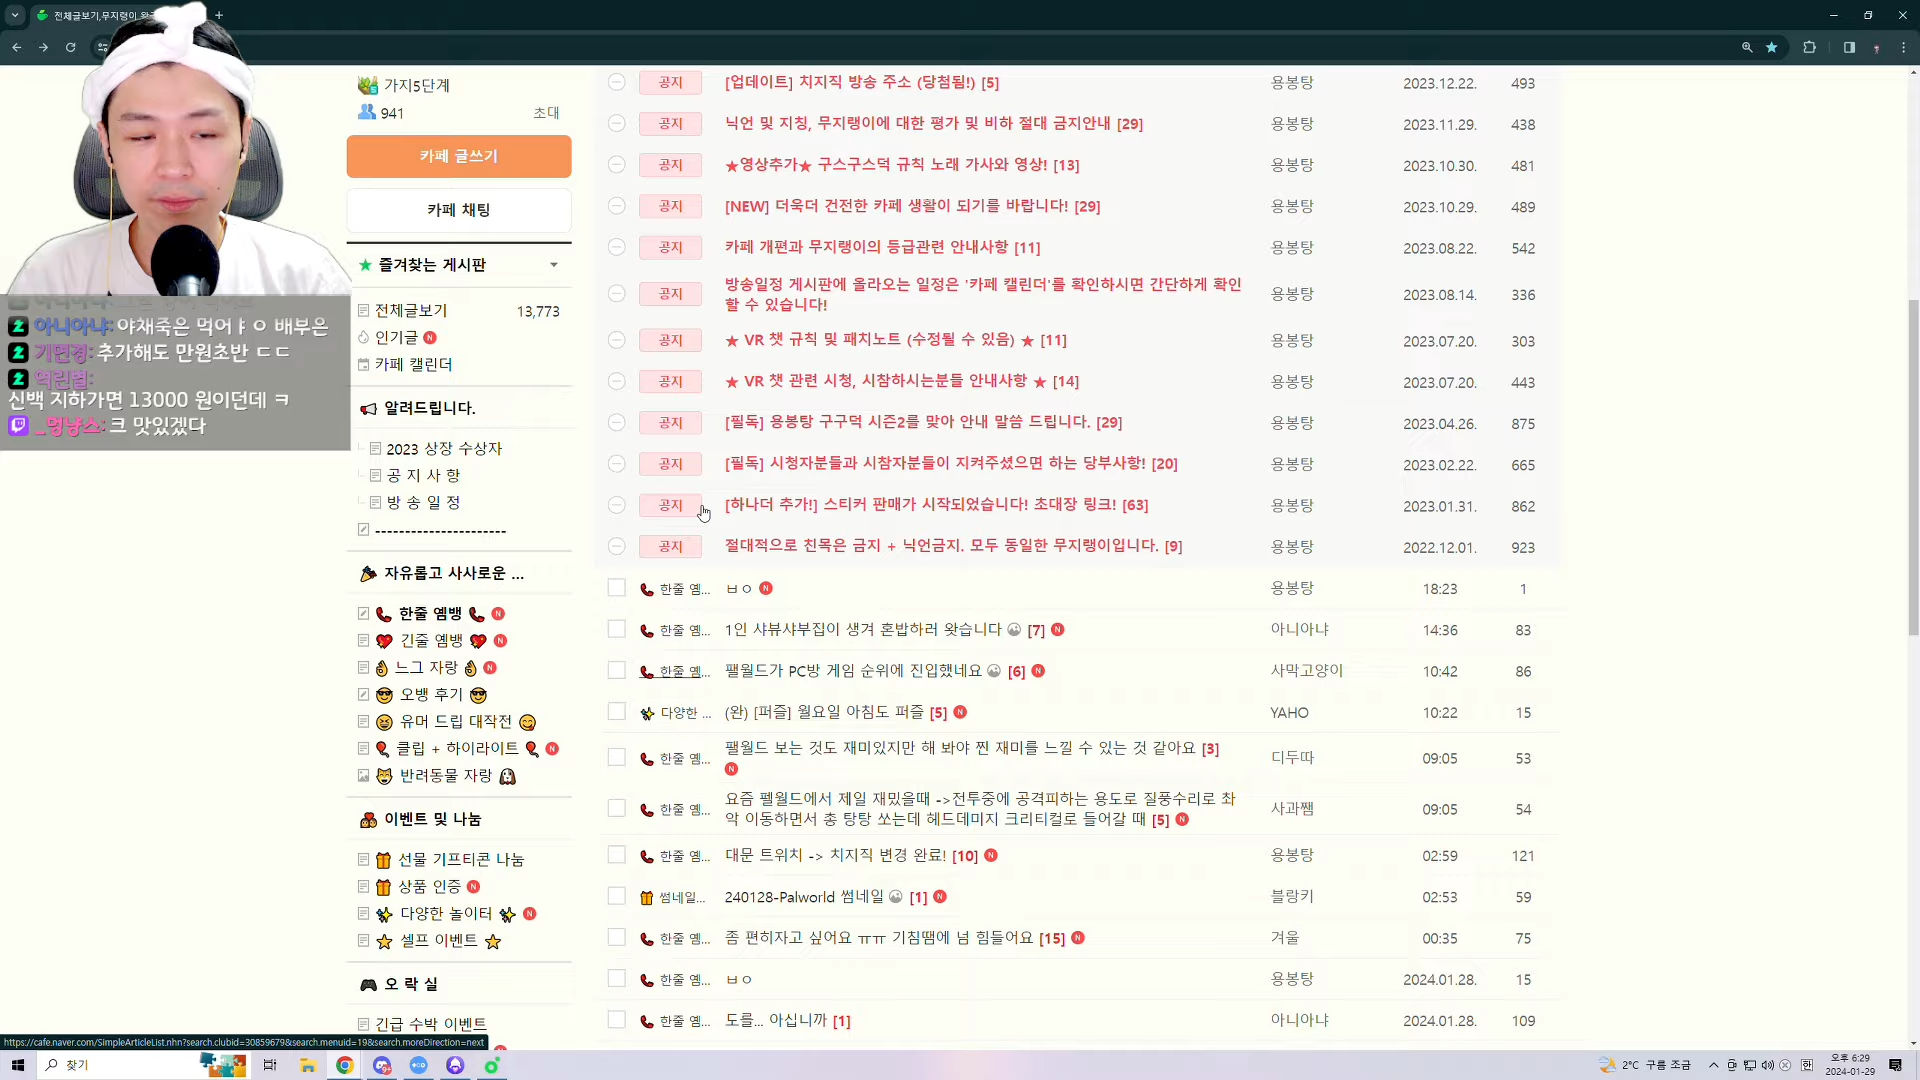 전체글보기,무지렁이 왕
가지5단계
941
초대
카페 글쓰기
카페 채팅
즐겨찾는 게시판
전체글보기 13,773
인기글 N
카페 캘린더
알려드립니다.
2023 상장 수상자
공 지 사 항
방 송 일 정
----------------------
자유롭고 사사로운 ...
한줄 옘뱅 N
긴줄 옘뱅 N
느그 자랑 N
오뱅 후기
유머 드립 대작전
클립 + 하이라이트 N
반려동물 자랑
이벤트 및 나눔
선물 기프티콘 나눔
상품 인증 N
다양한 놀이터 N
셀프 이벤트
오 락 실
긴급 수박 이벤트
아니아냐: 야채죽은 먹어ㅑㅇ 배부은
기먼경: 추가해도 만원초반 ㄷㄷ
역린별:
신백 지하가면 13000 원이던데 ㅋ
_멍냥스: 크 맛있겠다
공지 [업데이트] 치지직 방송 주소 (당첨됨!) [5] 용봉탕 2023.12.22. 493
공지 닉언 및 지칭, 무지랭이에 대한 평가 및 비하 절대 금지안내 [29] 용봉탕 2023.11.29. 438
공지 ★영상추가★ 구스구스덕 규칙 노래 가사와 영상! [13] 용봉탕 2023.10.30. 481
공지 [NEW] 더욱더 건전한 카페 생활이 되기를 바랍니다! [29] 용봉탕 2023.10.29. 489
공지 카페 개편과 무지랭이의 등급관련 안내사항 [11] 용봉탕 2023.08.22. 542
공지 방송일정 게시판에 올라오는 일정은 '카페 캘린더'를 확인하시면 간단하게 확인
할 수 있습니다! 용봉탕 2023.08.14. 336
공지 ★ VR 챗 규칙 및 패치노트 (수정될 수 있음) ★ [11] 용봉탕 2023.07.20. 303
공지 ★ VR 챗 관련 시청, 시참하시는분들 안내사항 ★ [14] 용봉탕 2023.07.20. 443
공지 [필독] 용봉탕 구구덕 시즌2를 맞아 안내 말씀 드립니다. [29] 용봉탕 2023.04.26. 875
공지 [필독] 시청자분들과 시참자분들이 지켜주셨으면 하는 당부사항! [20] 용봉탕 2023.02.22. 665
공지 [하나더 추가!] 스티커 판매가 시작되었습니다! 초대장 링크! [63] 용봉탕 2023.01.31. 862
공지 절대적으로 친목은 금지 + 닉언금지. 모두 동일한 무지랭이입니다. [9] 용봉탕 2022.12.01. 923
한줄 옘... ㅂㅇ N 용봉탕 18:23 1
한줄 옘... 1인 샤뷰샤부집이 생겨 혼밥하러 왓습니다 [7] N 아니아냐 14:36 83
한줄 옘... 팰월드가 PC방 게임 순위에 진입했네요 [6] N 사막고양이 10:42 86
다양한 ... (완) [퍼즐] 월요일 아침도 퍼즐 [5] N YAHO 10:22 15
한줄 옘... 팰월드 보는 것도 재미있지만 해 봐야 찐 재미를 느낄 수 있는 것 같아요 [3]
N 디두따 09:05 53
한줄 옘... 요즘 펠월드에서 제일 재밌을때 ->전투중에 공격피하는 용도로 질풍수리로 촤
악 이동하면서 총 탕탕 쏘는데 헤드데미지 크리티컬로 들어갈 때 [5] N 사과쨈 09:05 54
한줄 옘... 대문 트위치 -> 치지직 변경 완료! [10] N 용봉탕 02:59 121
썸네일... 240128-Palworld 썸네일 [1] N 블랑키 02:53 59
한줄 옘... 좀 편히자고 싶어요 ㅠㅠ 기침땜에 넘 힘들어요 [15] N 겨울 00:35 75
한줄 옘... ㅂㅇ 용봉탕 2024.01.28. 15
한줄 옘... 도를... 아십니까 [1] 아니아냐 2024.01.28. 109
https://cafe.naver.com/SimpleArticleList.nhn?search.clubid=30859679&search.menuid=19&search.moreDirection=next
찾기
2°C 구름 조금
한
오후 6:29
2024-01-29